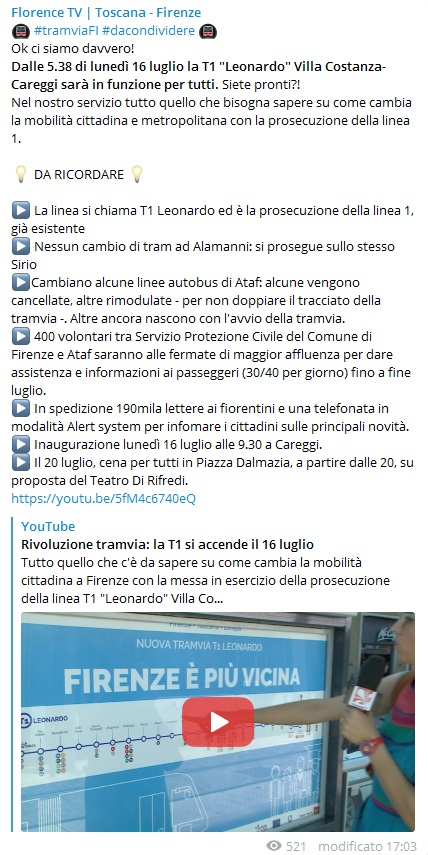 Florence TV | Toscana - Firenze
#tramviaFI #dacondividere
Ok ci siamo davvero!
Dalle 5.38 di lunedì 16 luglio la T1 "Leonardo" Villa Costanza-
Careggi sarà in funzione per tutti. Siete pronti?!
Nel nostro servizio tutto quello che bisogna sapere su come cambia
la mobilità cittadina e metropolitana con la prosecuzione della linea
1.
DA RICORDARE
La linea si chiama T1 Leonardo ed è la prosecuzione della linea 1,
già esistente
Nessun cambio di tram ad Alamanni: si prosegue sullo stesso
Sirio
Cambiano alcune linee autobus di Ataf: alcune vengono
cancellate, altre rimodulate - per non doppiare il tracciato della
tramvia -. Altre ancora nascono con l'avvio della tramvia.
400 volontari tra Servizio Protezione Civile del Comune di
Firenze e Ataf saranno alle fermate di maggior affluenza per dare
assistenza e informazioni ai passeggeri (30/40 per giorno) fino a fine
luglio.
In spedizione 190mila lettere ai fiorentini e una telefonata in
modalità Alert system per infomare i cittadini sulle principali novità.
Inaugurazione lunedì 16 luglio alle 9.30 a Careggi.
Il 20 luglio, cena per tutti in Piazza Dalmazia, a partire dalle 20, su
proposta del Teatro Di Rifredi.
https://youtu.be/5fM4c6740eQ
YouTube
Rivoluzione tramvia: la T1 si accende il 16 luglio
Tutto quello che c'è da sapere su come cambia la mobilità
cittadina a Firenze con la messa in esercizio della prosecuzione
della linea T1 "Leonardo" Villa Co...
NUOVA TRAMVIA T1 LEONARDO
FIRENZE È PIÙ VICINA
T1 LEONARDO
521 modificato 17:03